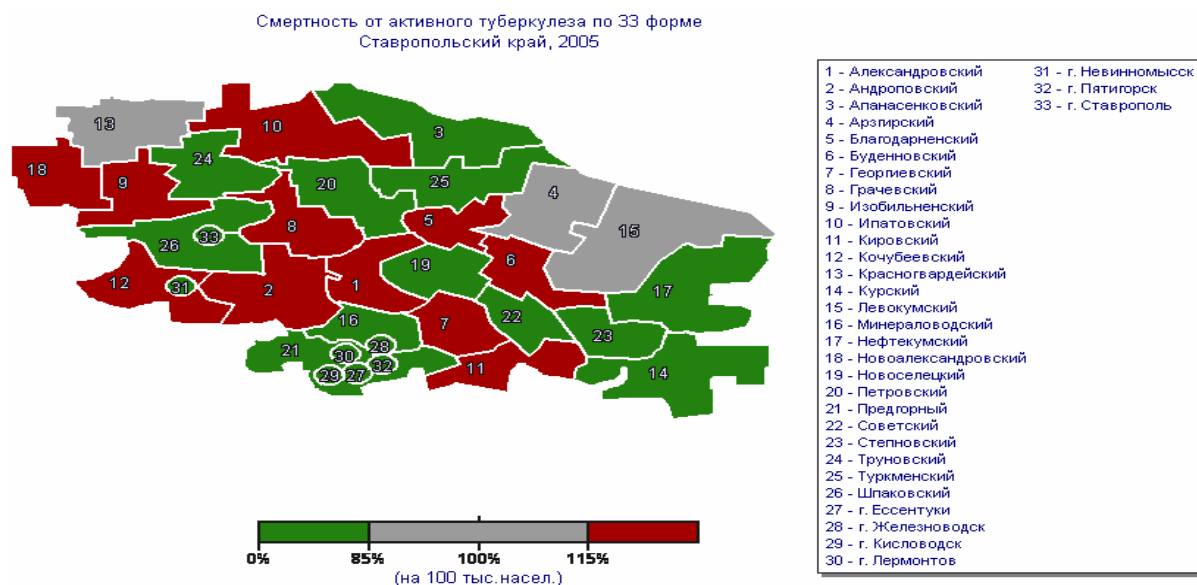 Смертность от активного туберкулеза по 33 форме
Ставропольский край, 2005
13
10
3
18
24
9
20
25
4
5
8
33
26
15
19
6
12
31
2
1
17
16
7
22
23
21
28
30
32
29
27
11
14
0% 85% 100% 115%
(на 100 тыс.насел.)
1 - Александровский
2 - Андроповский
3 - Апанасенковский
4 - Арзгирский
5 - Благодарненский
6 - Буденновский
7 - Георгиевский
8 - Грачевский
9 - Изобильненский
10 - Ипатовский
11 - Кировский
12 - Кочубеевский
13 - Красногвардейский
14 - Курский
15 - Левокумский
16 - Минераловодский
17 - Нефтекумский
18 - Новоалександровский
19 - Новоселецкий
20 - Петровский
21 - Предгорный
22 - Советский
23 - Степновский
24 - Труновский
25 - Туркменский
26 - Шпаковский
27 - г. Ессентуки
28 - г. Железноводск
29 - г. Кисловодск
30 - г. Лермонтов
31 - г. Невинномысск
32 - г. Пятигорск
33 - г. Ставрополь